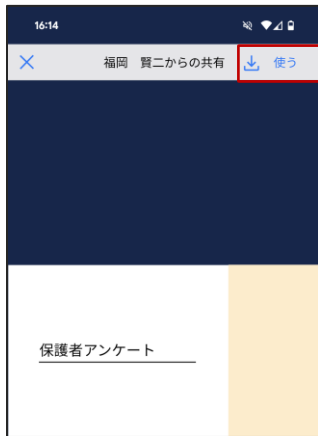 16:14
福岡　賢二からの共有
使う
保護者アンケート